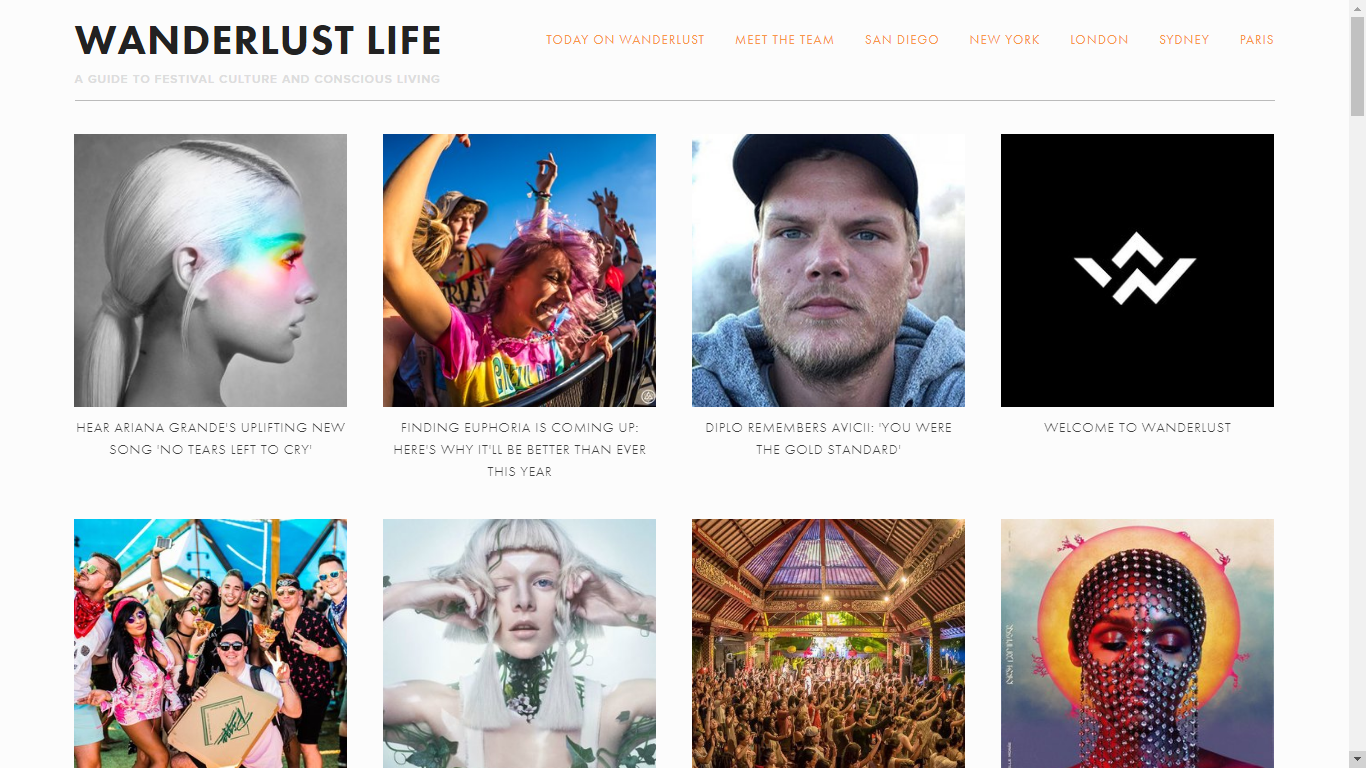 WANDERLUST LIFE
A GUIDE TO FESTIVAL CULTURE AND CONSCIOUS LIVING
TODAY ON WANDERLUST
MEET THE TEAM
SAN DIEGO
NEW YORK
LONDON
SYDNEY
PARIS
HEAR ARIANA GRANDE'S UPLIFTING NEW
SONG 'NO TEARS LEFT TO CRY'
FINDING EUPHORIA IS COMING UP:
HERE'S WHY IT'LL BE BETTER THAN EVER
THIS YEAR
DIPLO REMEMBERS AVICII: 'YOU WERE
THE GOLD STANDARD'
WELCOME TO WANDERLUST